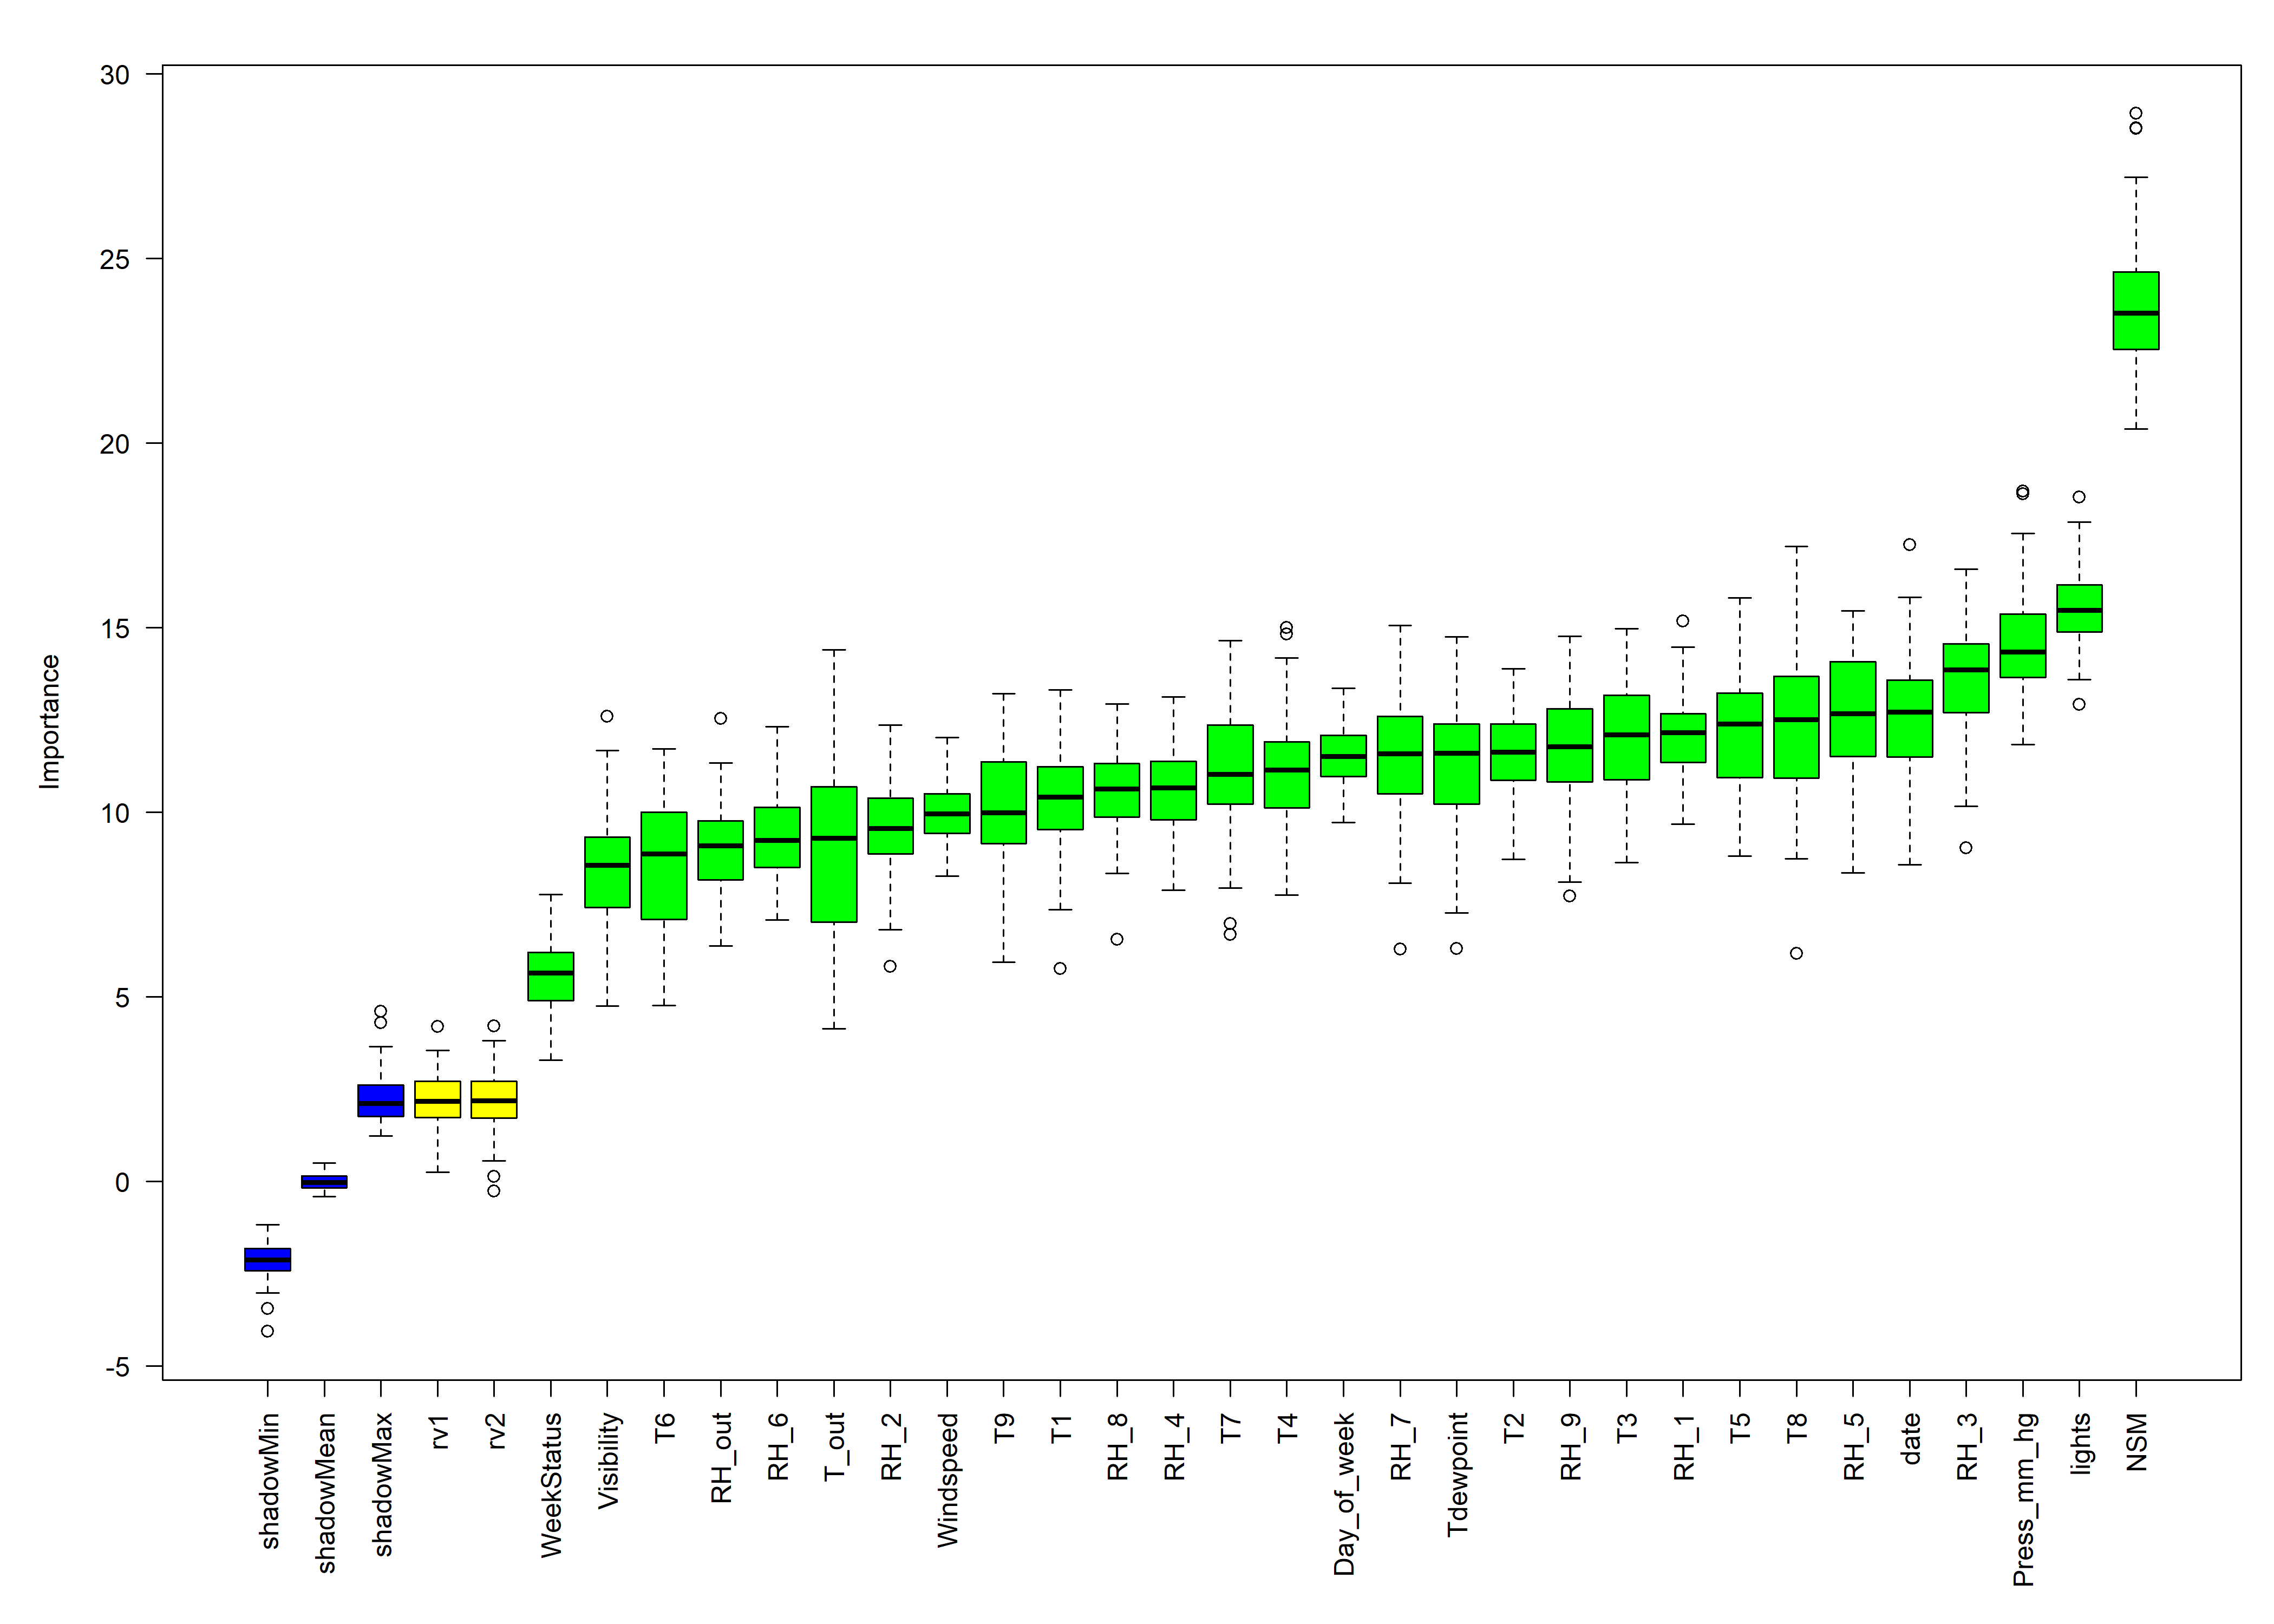 30
25
20
15
10
5
0
-5
Importance
shadowMin
shadowMean
shadowMax
rv1
rv2
WeekStatus
Visibility
T6
RH_out
RH_6
T_out
RH_2
Windspeed
T9
T1
RH_8
RH_4
T7
T4
Day_of_week
RH_7
Tdewpoint
T2
RH_9
T3
RH_1
T5
T8
RH_5
date
RH_3
Press_mm_hg
lights
NSM